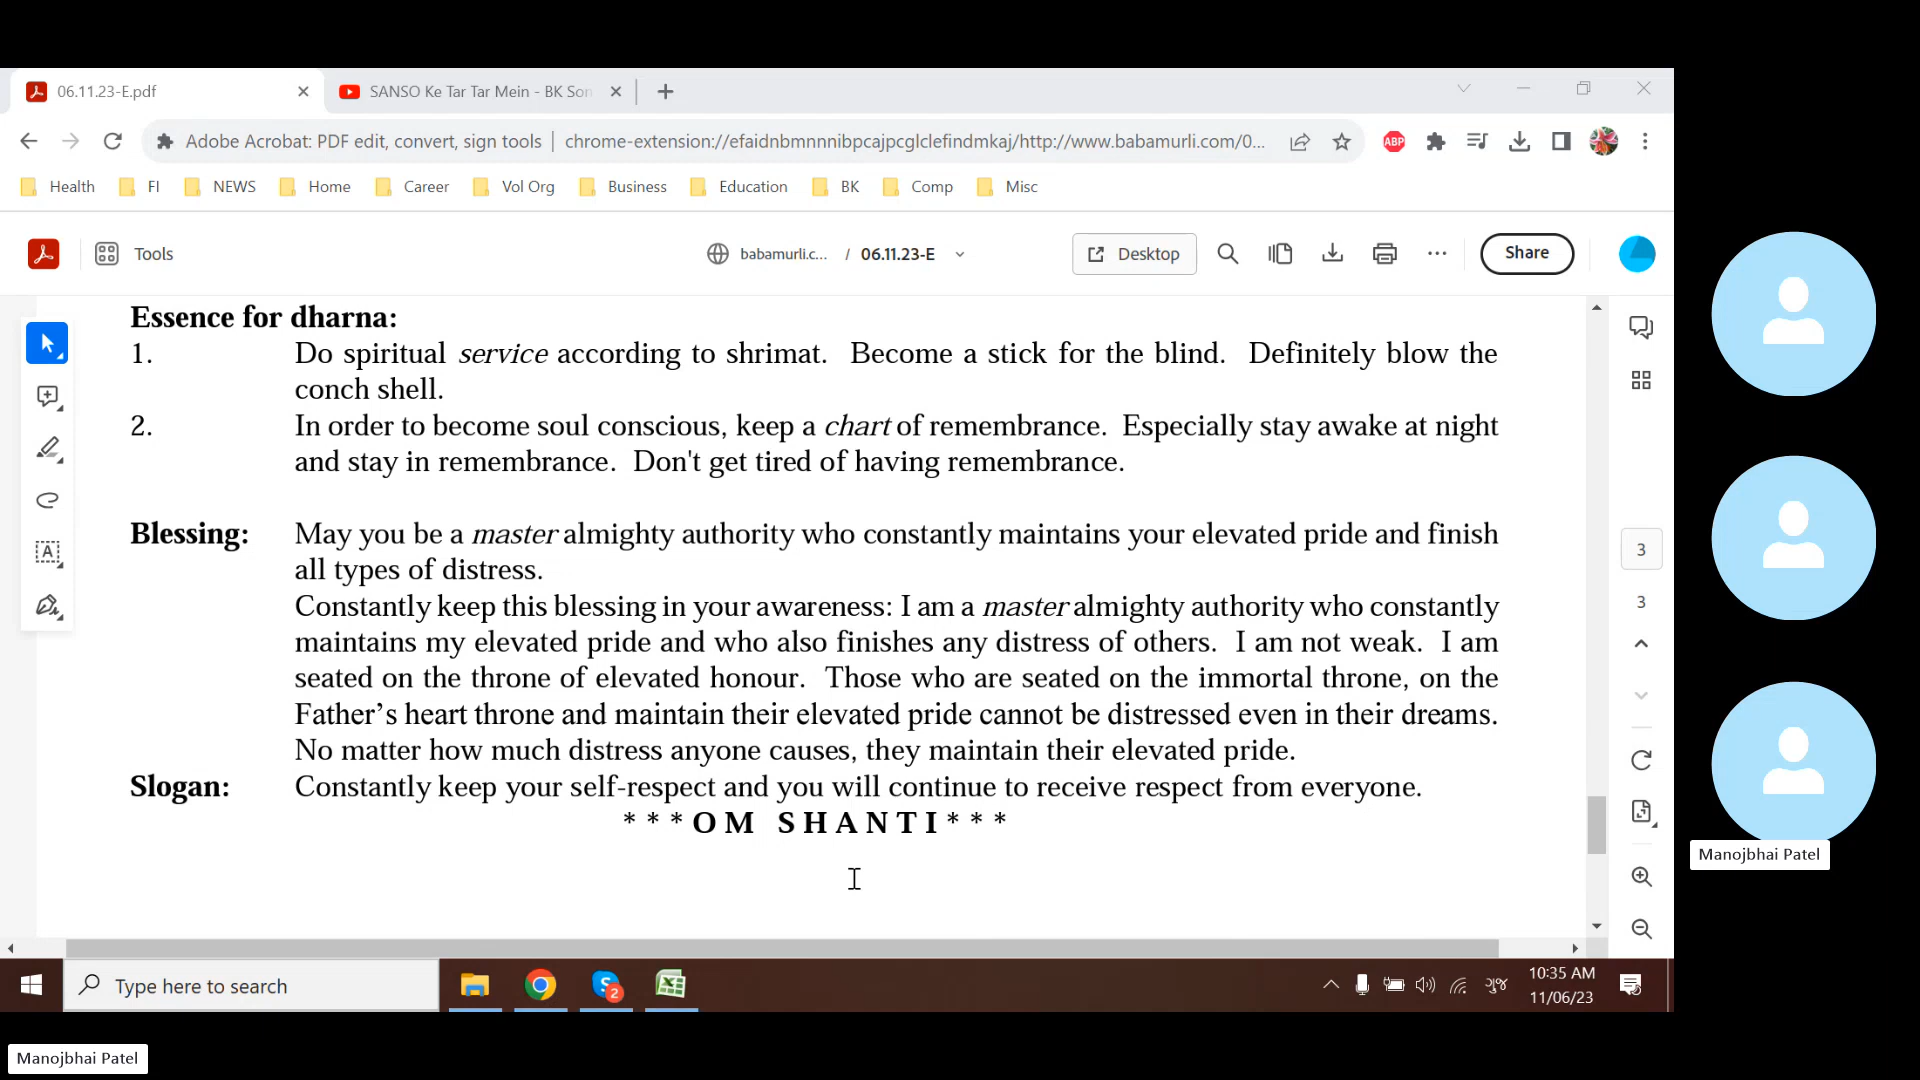 06.11.23-E.pdf
SANSO Ke Tar Tar Mein - BK Son
Adobe Acrobat: PDF edit, convert, sign tools | chrome-extension://efaidnbmnnnibpcajpcglclefindmkaj/http://www.babamurli.com/0...
ABP
Health FI NEWS Home Career Vol Org Business Education BK Comp Misc
Tools babamurli.c... / 06.11.23-E Desktop Share
Essence for dharna:
1. Do spiritual service according to shrimat. Become a stick for the blind. Definitely blow the
conch shell.
2. In order to become soul conscious, keep a chart of remembrance. Especially stay awake at night
and stay in remembrance. Don't get tired of having remembrance.
Blessing: May you be a master almighty authority who constantly maintains your elevated pride and finish
all types of distress.
Constantly keep this blessing in your awareness: I am a master almighty authority who constantly
maintains my elevated pride and who also finishes any distress of others. I am not weak. I am
seated on the throne of elevated honour. Those who are seated on the immortal throne, on the
Father’s heart throne and maintain their elevated pride cannot be distressed even in their dreams.
No matter how much distress anyone causes, they maintain their elevated pride.
Slogan: Constantly keep your self-respect and you will continue to receive respect from everyone.
***OM SHANTI***
3
3
Manojbhai Patel
Type here to search
2
ગુજ
10:35 AM
11/06/23
Manojbhai Patel